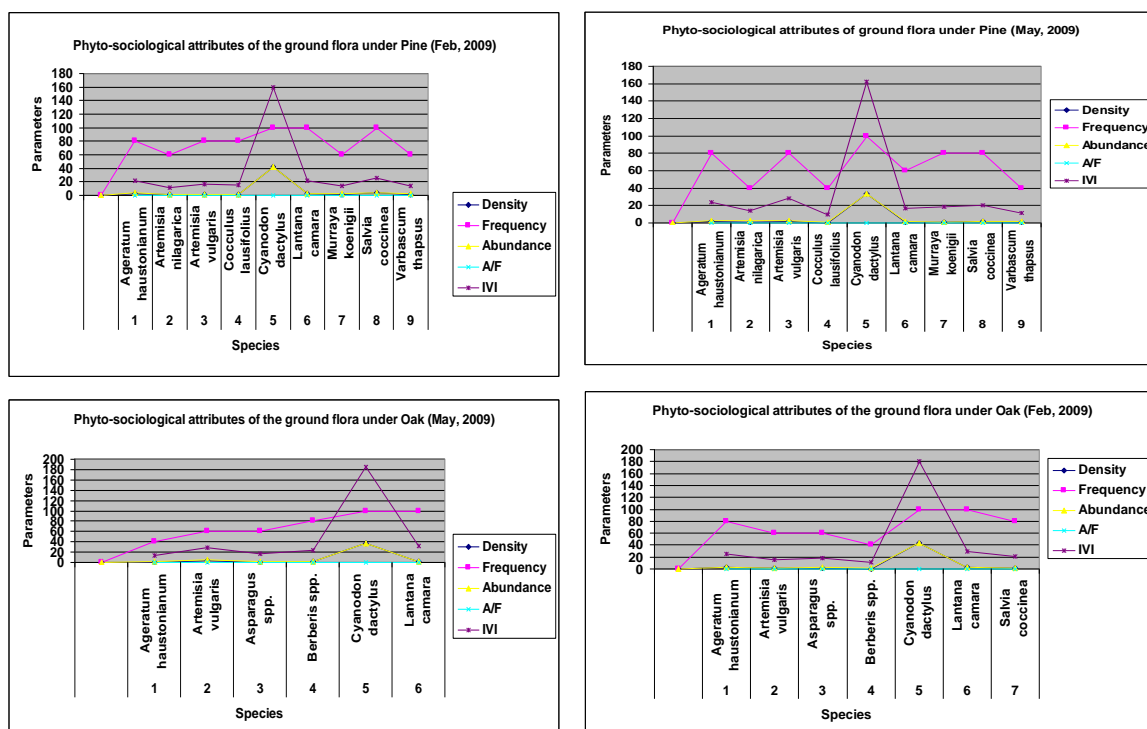 Phyto-sociological attributes of the ground flora under Pine (Feb, 2009)
Parameters
180
160
140
120
100
80
60
40
20
0
Ageratum haustonianum
Artemisia nilagarica
Artemisia vulgaris
Cocculus lausifolius
Cyanodon dactylus
Lantana camara
Murraya koenigii
Salvia coccinea
Varbascum thapsus
1 2 3 4 5 6 7 8 9
Species
Density
Frequency
Abundance
A/F
IVI
Phyto-sociological attributes of ground flora under Pine (May, 2009)
Parameters
180
160
140
120
100
80
60
40
20
0
Ageratum haustonianum
Artemisia nilagarica
Artemisia vulgaris
Cocculus lausifolius
Cyanodon dactylus
Lantana camara
Murraya koenigii
Salvia coccinea
Varbascum thapsus
1 2 3 4 5 6 7 8 9
Species
Density
Frequency
Abundance
A/F
IVI
Phyto-sociological attributes of the ground flora under Oak (May, 2009)
Parameters
200
180
160
140
120
100
80
60
40
20
0
Ageratum haustonianum
Artemisia vulgaris
Asparagus spp.
Berberis spp.
Cyanodon dactylus
Lantana camara
1 2 3 4 5 6
Species
Density
Frequency
Abundance
A/F
IVI
Phyto-sociological attributes of the ground flora under Oak (Feb, 2009)
Parameters
200
180
160
140
120
100
80
60
40
20
0
Ageratum haustonianum
Artemisia vulgaris
Asparagus spp.
Berberis spp.
Cyanodon dactylus
Lantana camara
Salvia coccinea
1 2 3 4 5 6 7
Species
Density
Frequency
Abundance
A/F
IVI